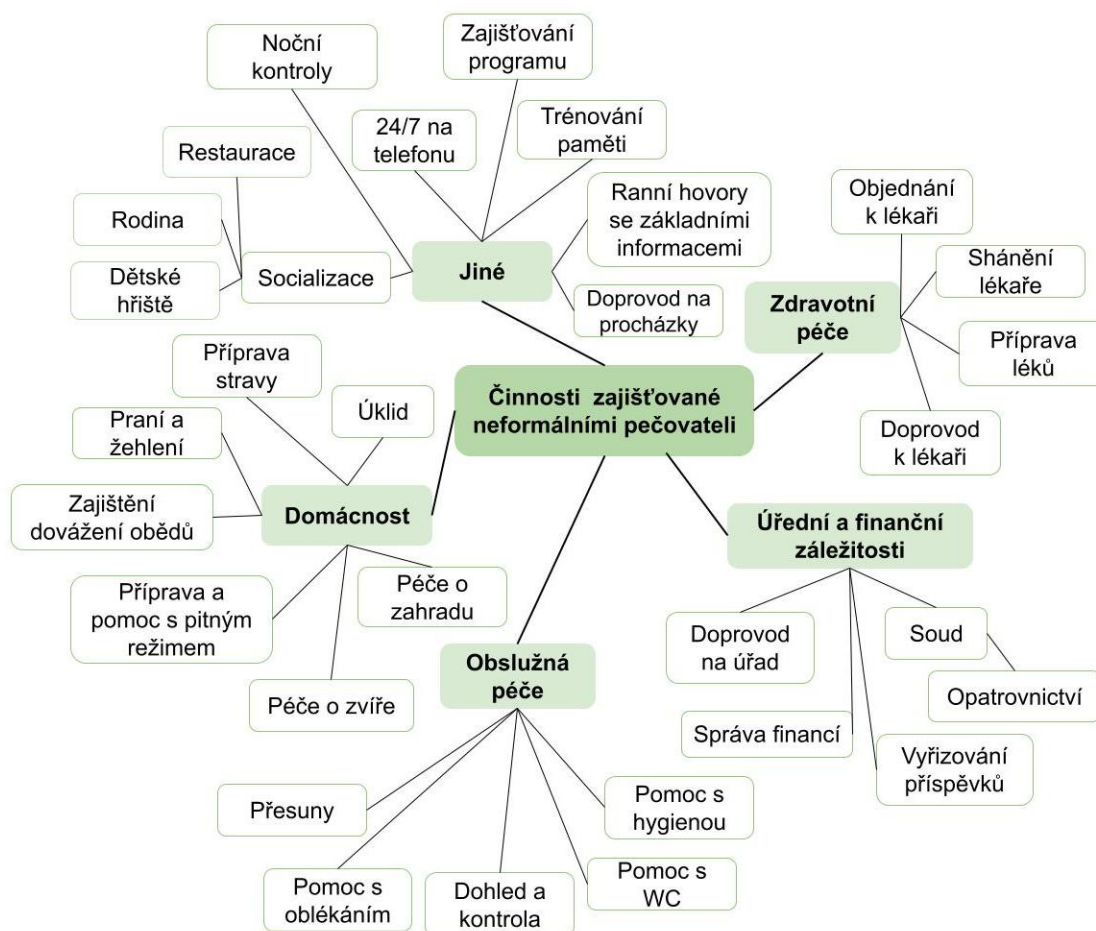 Noční
kontroly
Zajišťování
programu
24/7 na
telefonu
Trénování
paměti
Restaurace
Rodina
Dětské
hřiště
Socializace
Jiné
Ranní hovory
se základními
informacemi
Doprovod na
procházky
Objednání
k lékaři
Shánění
lékaře
Zdravotní
péče
Příprava
léků
Doprovod
k lékaři
Činnosti zajišťované
neformálními pečovateli
Příprava
stravy
Úklid
Praní a
žehlení
Zajištění
dovážení obědů
Domácnost
Příprava a
pomoc s pitným
režimem
Péče o
zahradu
Péče o zvíře
Úřední a finanční
záležitosti
Doprovod
na úřad
Soud
Opatrovnictví
Správa financí
Vyřizování
příspěvků
Obslužná
péče
Přesuny
Pomoc s
oblékáním
Dohled a
kontrola
Pomoc s
WC
Pomoc s
hygienou